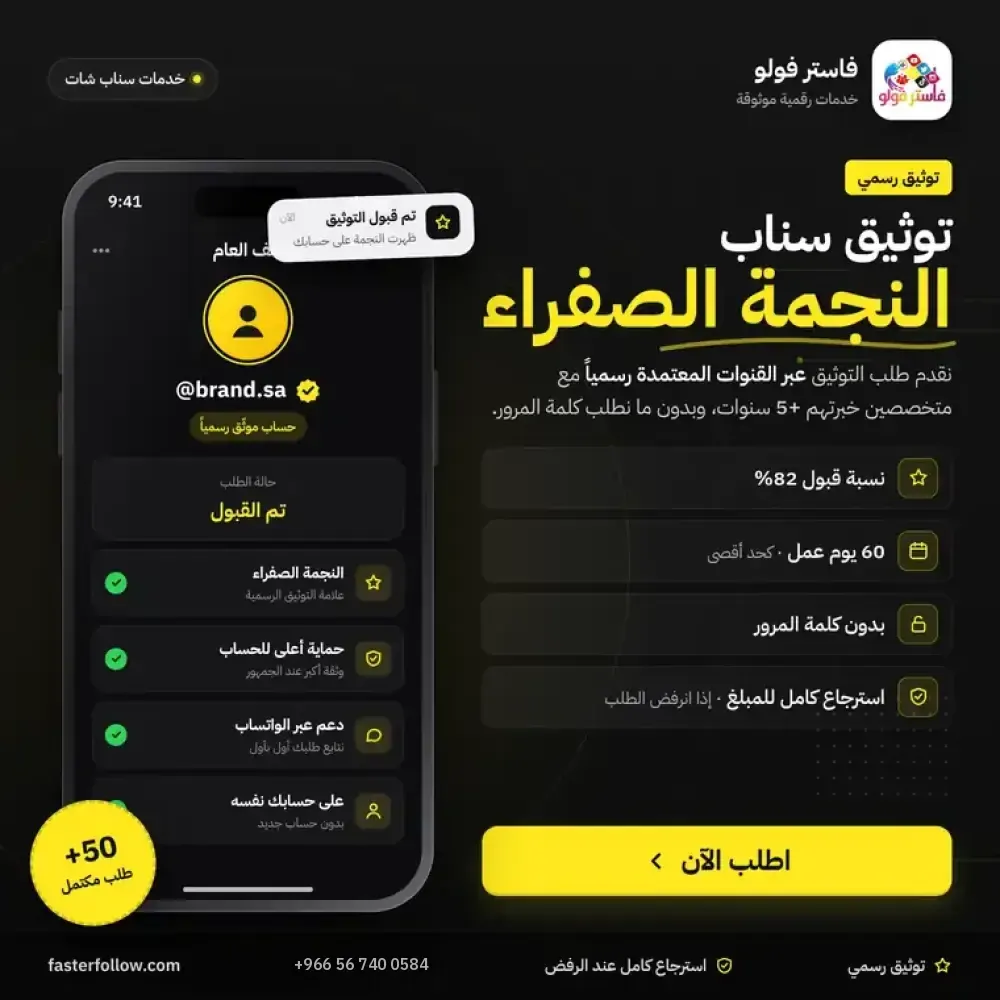 فاستر فولو
فاستر فولو
خدمات رقمية موثوقة
خدمات سناب شات
توثيق رسمي
توثيق سناب
النجمة الصفراء
نقدم طلب التوثيق عبر القنوات المعتمدة رسمياً مع
متخصصين خبرتهم +5 سنوات، وبدون ما نطلب كلمة المرور.
نسبة قبول 82%
60 يوم عمل · كحد أقصى
بدون كلمة المرور
استرجاع كامل للمبلغ · إذا انرفض الطلب
اطلب الآن
9:41
تم قبول التوثيق
الآن
ظهرت النجمة على حسابك
العام
@brand.sa
حساب موثّق رسمياً
حالة الطلب
تم القبول
النجمة الصفراء
علامة التوثيق الرسمية
حماية أعلى للحساب
وثقة أكبر عند الجمهور
دعم عبر الواتساب
نتابع طلبك أول بأول
على حسابك نفسه
بدون حساب جديد
+50
طلب مكتمل
توثيق رسمي
استرجاع كامل عند الرفض
+966 56 740 0584
fasterfollow.com